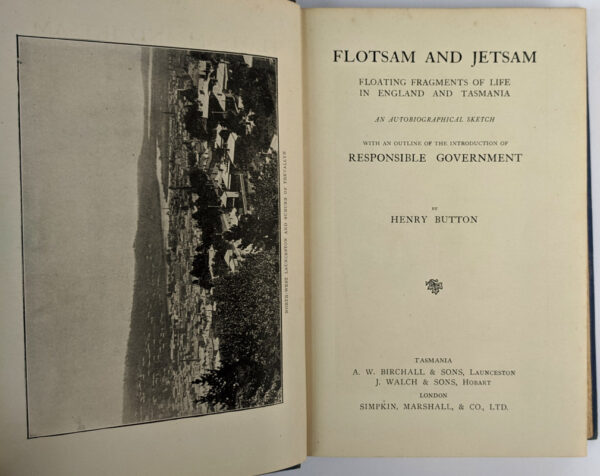 NORTH-WEST LAUNCESTON AND SUBURB OF TREVALLYN
FLOTSAM AND JETSAM
FLOATING FRAGMENTS OF LIFE
IN ENGLAND AND TASMANIA
AN AUTOBIOGRAPHICAL SKETCH
WITH AN OUTLINE OF THE INTRODUCTION OF
RESPONSIBLE GOVERNMENT
BY
HENRY BUTTON
TASMANIA
A. W. BIRCHALL & SONS, LAUNCESTON
J. WALCH & SONS, HOBART
LONDON
SIMPKIN, MARSHALL, & CO., LTD.